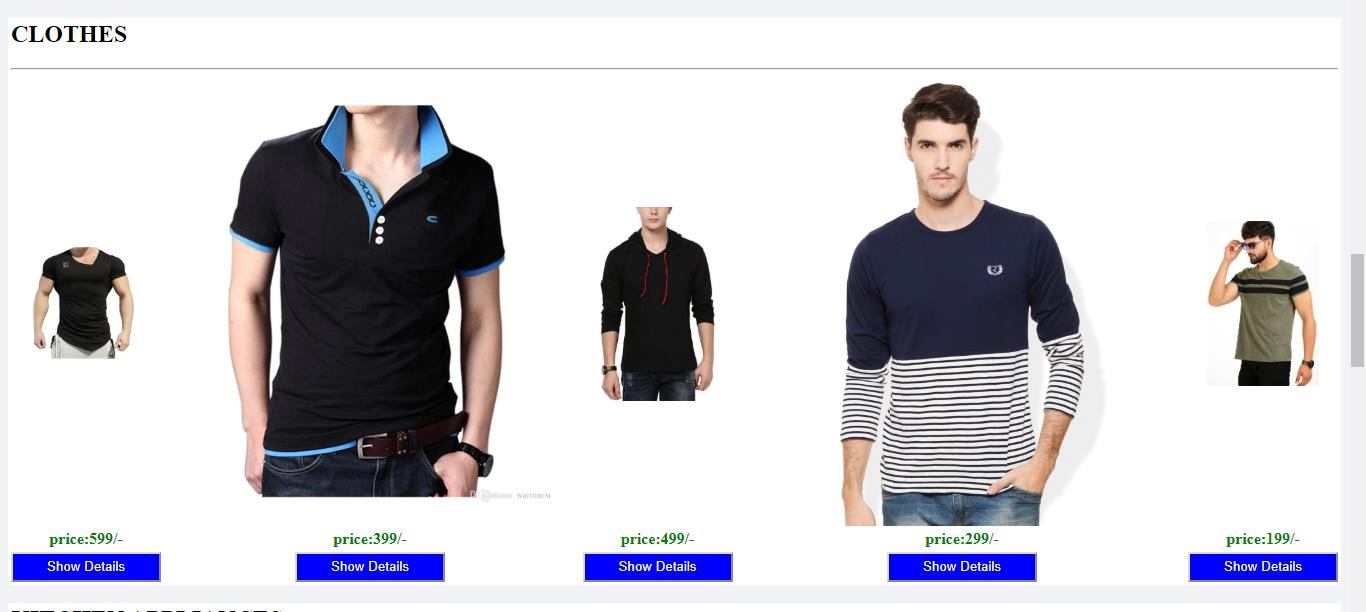 CLOTHES
price:599/-
price:399/-
price:499/-
price:299/-
price:199/-
Show Details
Show Details
Show Details
Show Details
Show Details